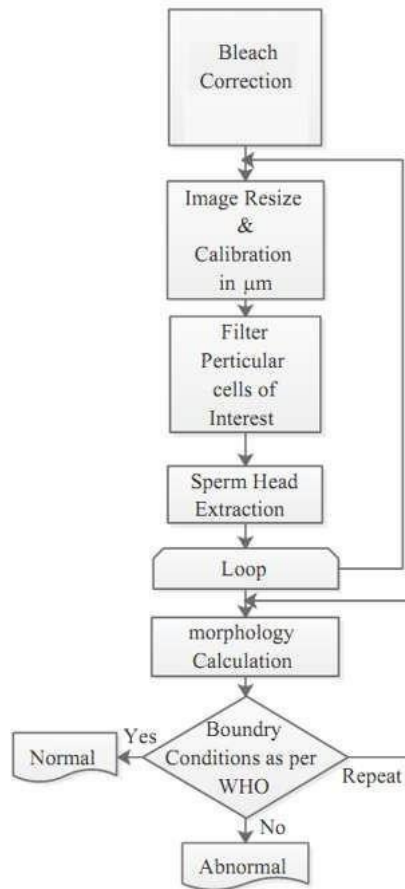 Bleach
Correction
Image Resize
&
Calibration
in μm
Filter
Perticular
cells of
Interest
Sperm Head
Extraction
Loop
morphology
Calculation
Boundry
Conditions as per
WHO
Yes
Normal
Repeat
No
Abnormal